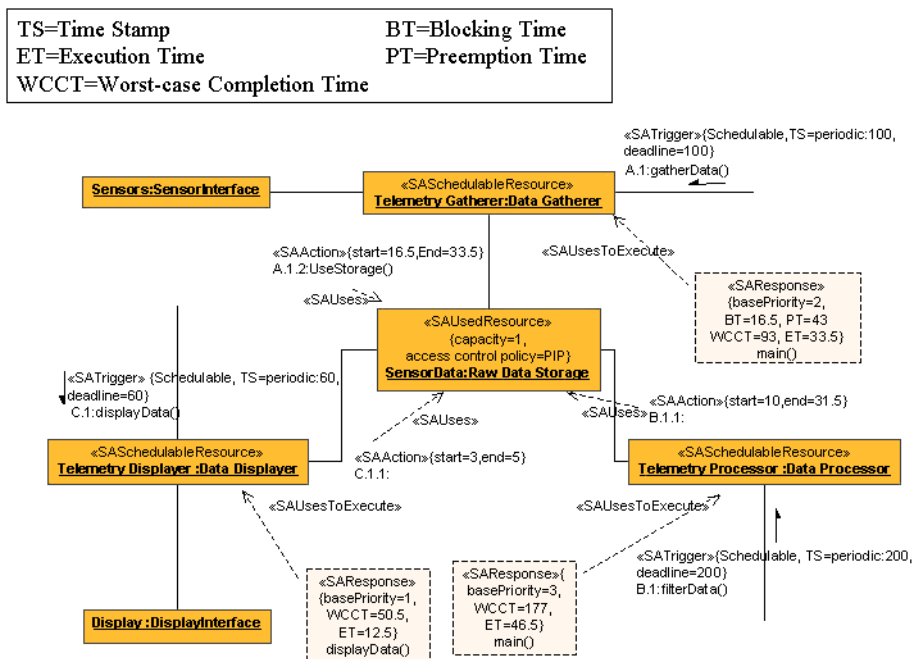 TS=Time Stamp BT=Blocking Time
ET=Execution Time PT=Preemption Time
WCCT=Worst-case Completion Time
«SATrigger»{Schedulable,TS=periodic:100,
deadline=100}
A.1:gatherData()
Sensors:SensorInterface
«SASchedulableResource»
Telemetry Gatherer:Data Gatherer
«SAUsesToExecute»
«SAAction»{start=16.5,End=33.5}
A.1.2:UseStorage()
«SAUses»
«SAResponse»
{basePriority=2,
BT=16.5, PT=43
WCCT=93, ET=33.5}
main()
«SAUsedResource»
{capacity=1,
access control policy=PIP}
SensorData:Raw Data Storage
«SATrigger» {Schedulable, TS=periodic:60,
deadline=60}
C.1:displayData()
«SAUses»
«SAAction»{start=3,end=5}
C.1.1:
«SAAction»{start=10,end=31.5}
B.1.1:
«SAUses»
«SASchedulableResource»
Telemetry Displayer :Data Displayer
«SASchedulableResource»
Telemetry Processor :Data Processor
«SAUsesToExecute»
«SAUsesToExecute»
«SATrigger»{Schedulable, TS=periodic:200,
deadline=200}
B.1:filterData()
«SAResponse»
{basePriority=1,
WCCT=50.5,
ET=12.5}
displayData()
«SAResponse»{
basePriority=3,
WCCT=177,
ET=46.5}
main()
Display :DisplayInterface